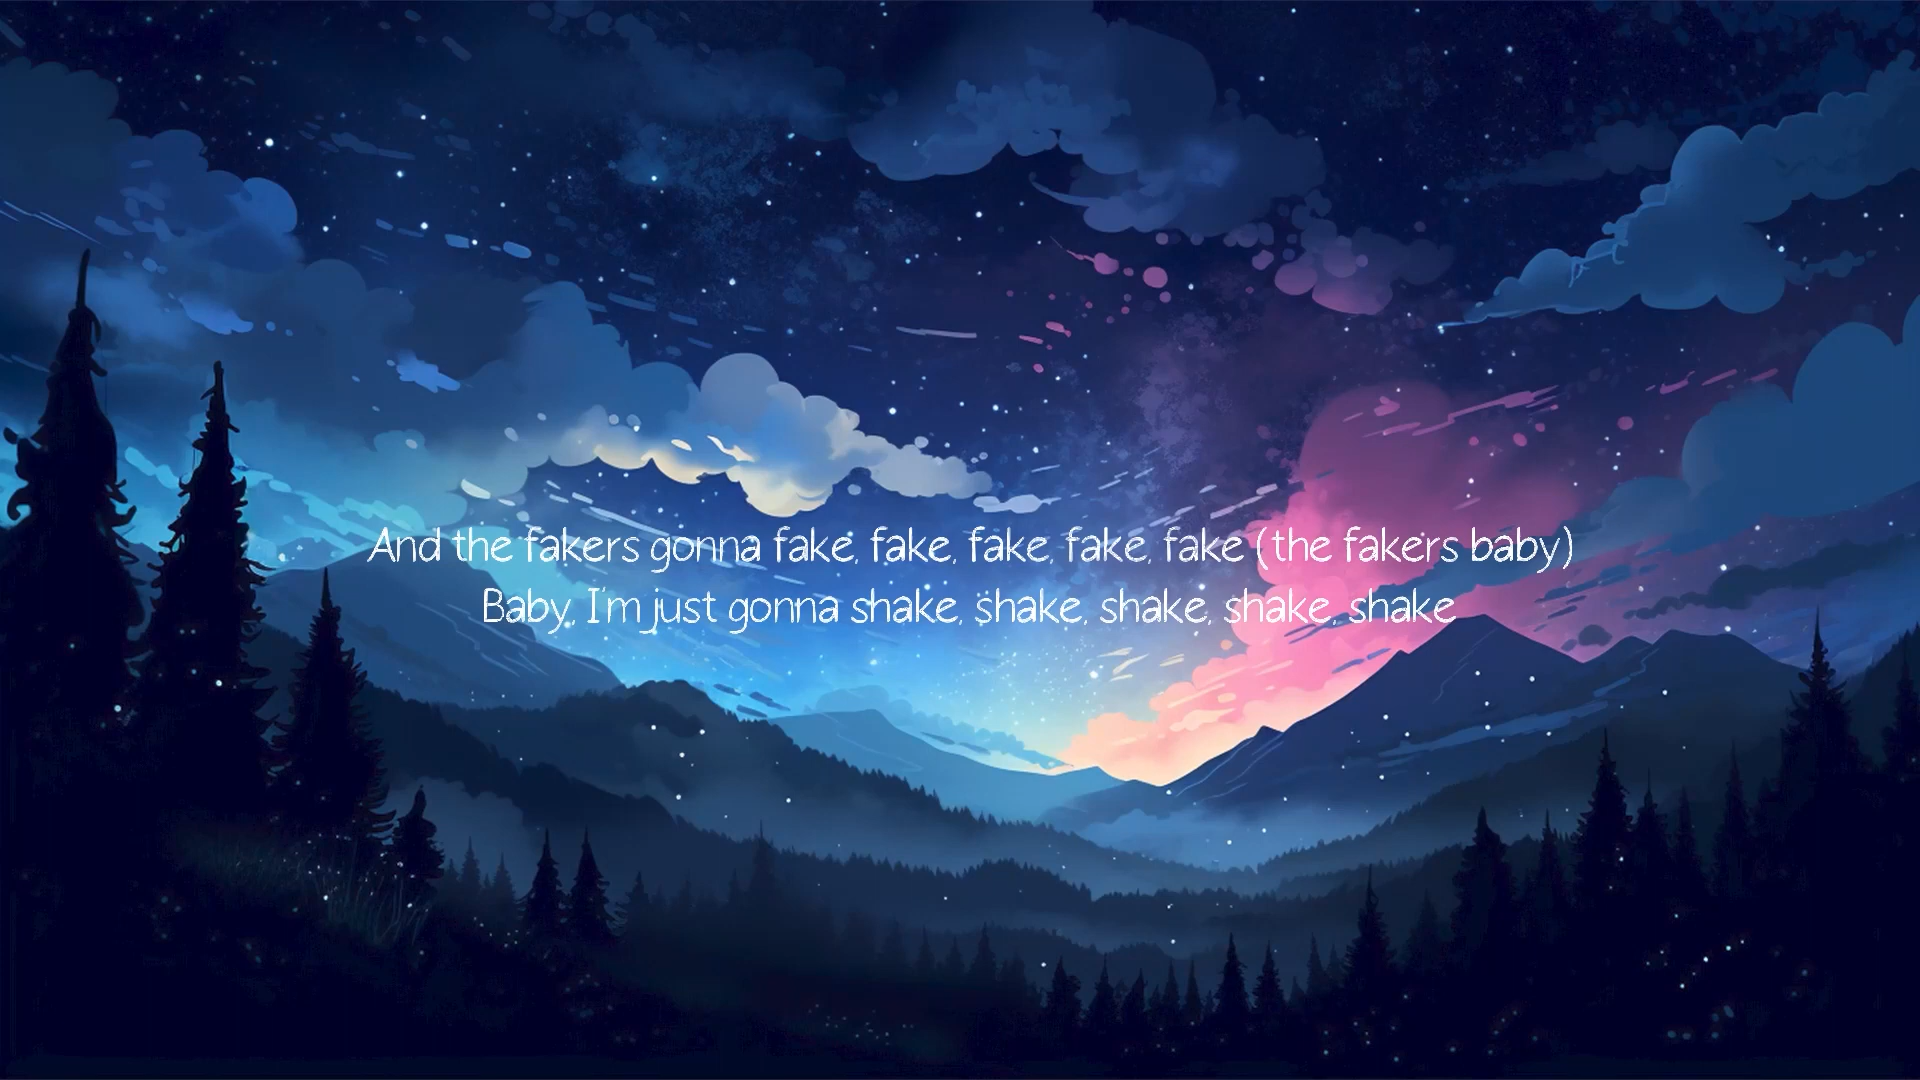 And the fakers gonna fake, fake, fake, fake, fake (the fakers baby)
Baby, I'm just gonna shake, shake, shake, shake, shake